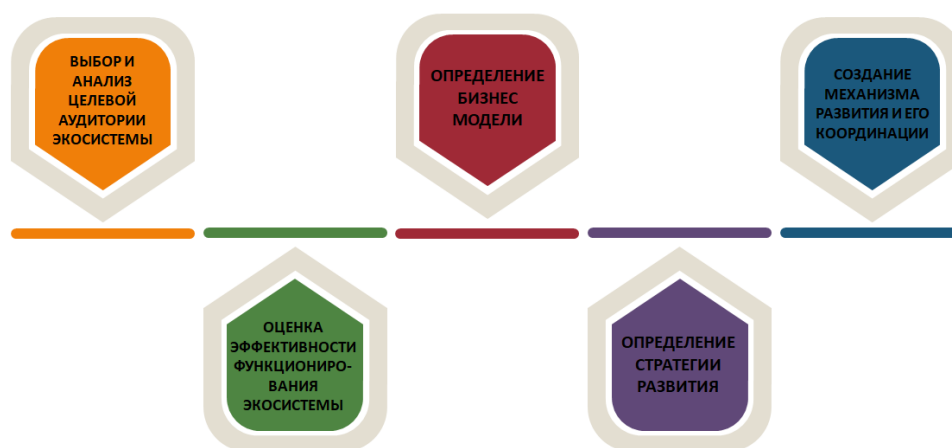 ВЫБОР И
АНАЛИЗ
ЦЕЛЕВОЙ
АУДИТОРИИ
ЭКОСИСТЕМЫ
ОЦЕНКА
ЭФФЕКТИВНОСТИ
ФУНКЦИОНИРО-
ВАНИЯ
ЭКОСИСТЕМЫ
ОПРЕДЕЛЕНИЕ
БИЗНЕС
МОДЕЛИ
ОПРЕДЕЛЕНИЕ
СТРАТЕГИИ
РАЗВИТИЯ
СОЗДАНИЕ
МЕХАНИЗМА
РАЗВИТИЯ И ЕГО
КООРДИНАЦИИ